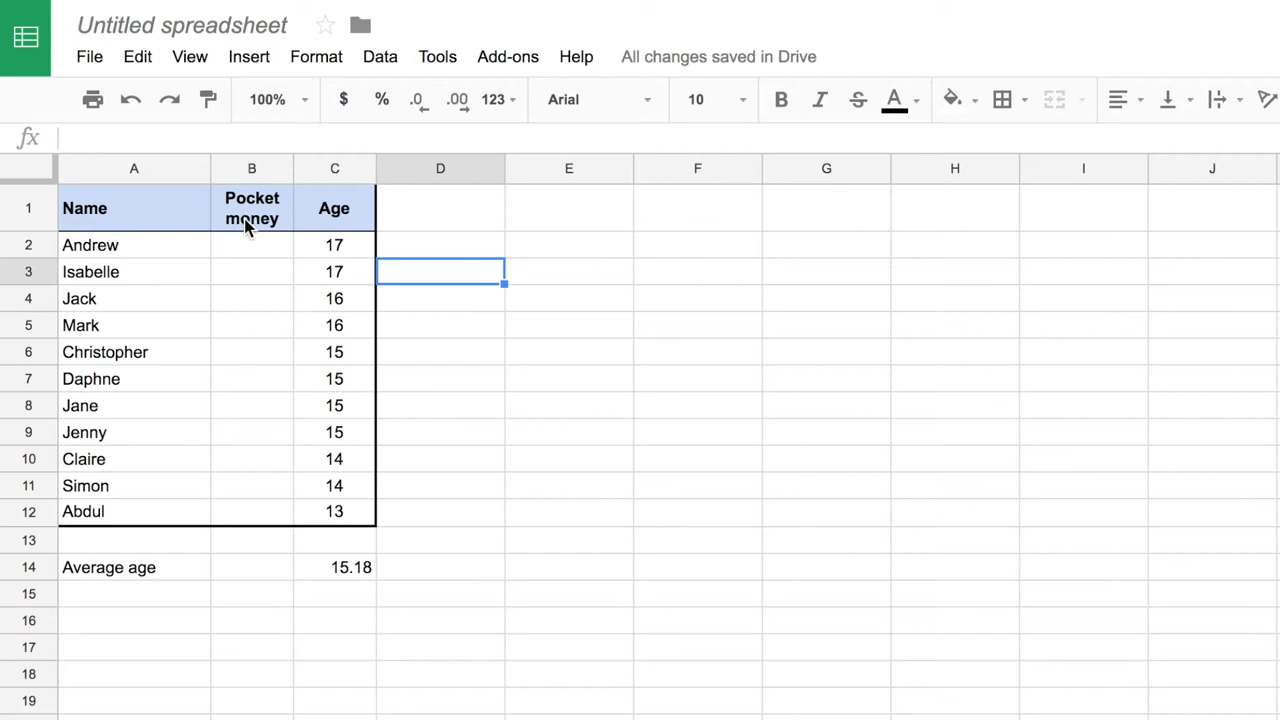 Untitled spreadsheet
File Edit View Insert Format Data Tools Add-ons Help All changes saved in Drive
100% $ % .0 .00 123 Arial 10 B I S A
fx
A B C D E F G H I J
1 Name Pocket money Age
2 Andrew 17
3 Isabelle 17
4 Jack 16
5 Mark 16
6 Christopher 15
7 Daphne 15
8 Jane 15
9 Jenny 15
10 Claire 14
11 Simon 14
12 Abdul 13
13
14 Average age 15.18
15
16
17
18
19